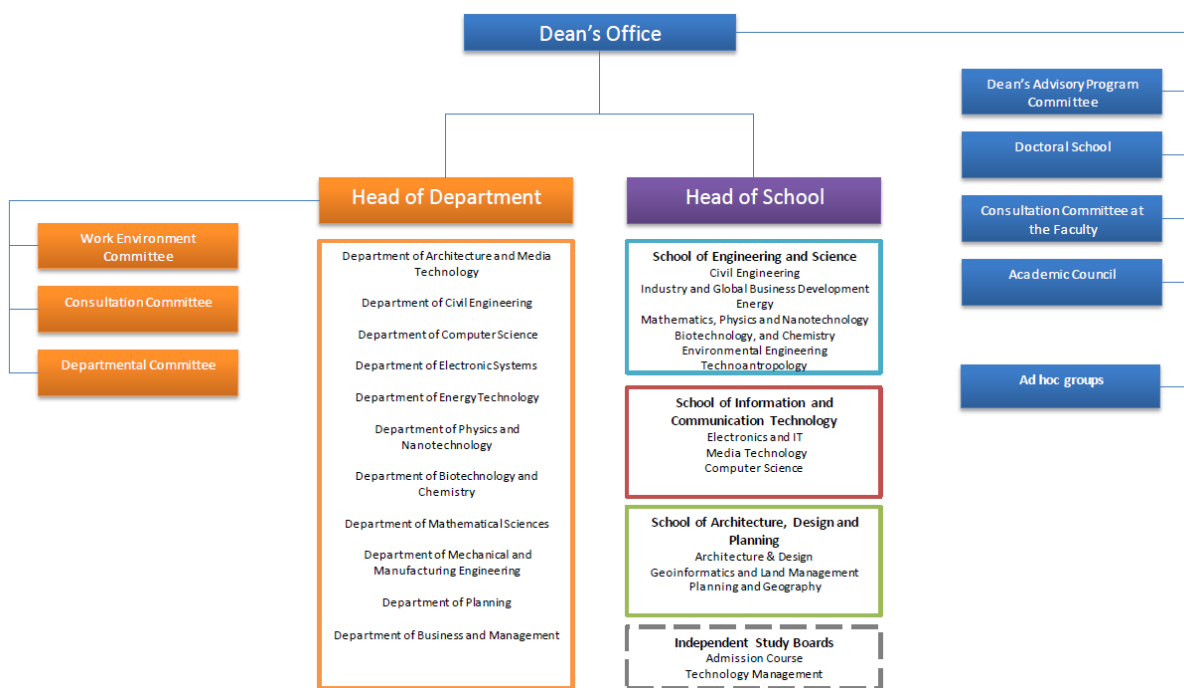 Dean's Office
Dean's Advisory Program
Committee
Doctoral School
Consultation Committee at
the Faculty
Academic Council
Ad hoc groups
Head of Department
Work Environment
Committee
Consultation Committee
Departmental Committee
Department of Architecture and Media
Technology
Department of Civil Engineering
Department of Computer Science
Department of Electronic Systems
Department of Energy Technology
Department of Physics and
Nanotechnology
Department of Biotechnology and
Chemistry
Department of Mathematical Sciences
Department of Mechanical and
Manufacturing Engineering
Department of Planning
Department of Business and Management
Head of School
School of Engineering and Science
Civil Engineering
Industry and Global Business Development
Energy
Mathematics, Physics and Nanotechnology
Biotechnology, and Chemistry
Environmental Engineering
Technoantropology
School of Information and
Communication Technology
Electronics and IT
Media Technology
Computer Science
School of Architecture, Design and
Planning
Architecture & Design
Geoinformatics and Land Management
Planning and Geography
Independent Study Boards
Admission Course
Technology Management